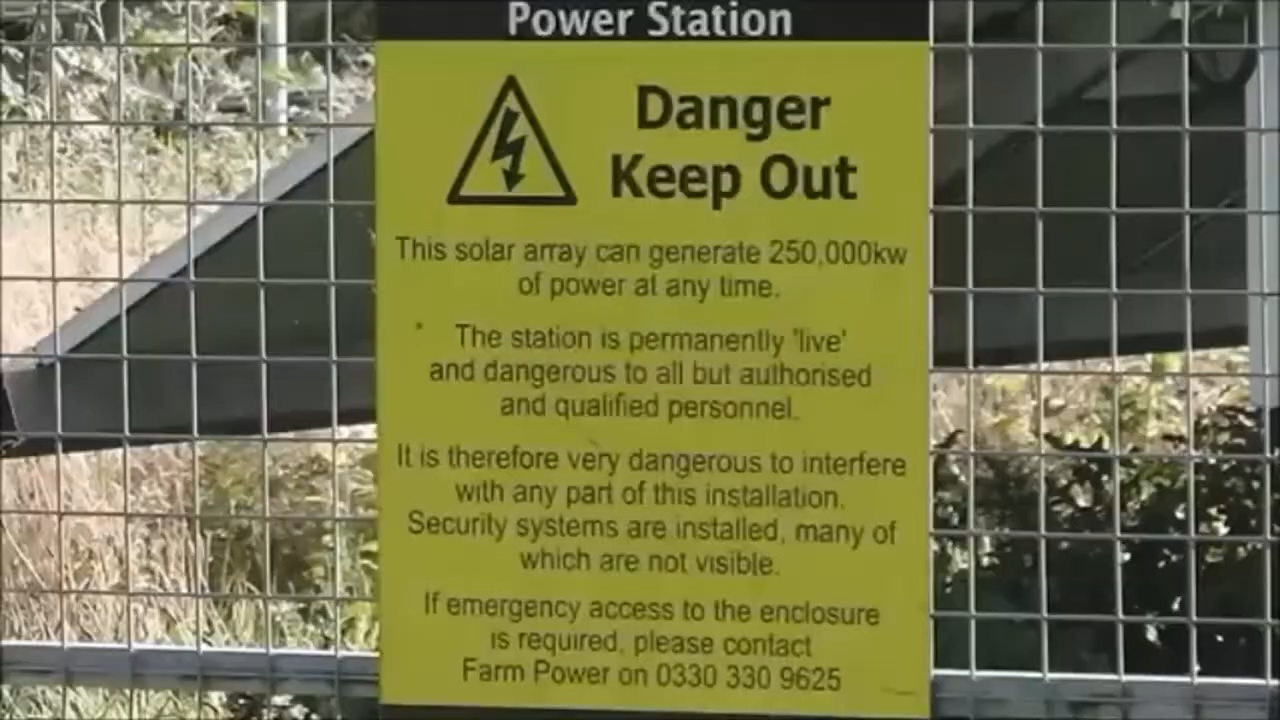 Power Station
Danger
Keep Out
This solar array can generate 250,000kw
of power at any time.
The station is permanently 'live'
and dangerous to all but authorised
and qualified personnel.
It is therefore very dangerous to interfere
with any part of this installation.
Security systems are installed, many of
which are not visible.
If emergency access to the enclosure
is required, please contact
Farm Power on 0330 330 9625